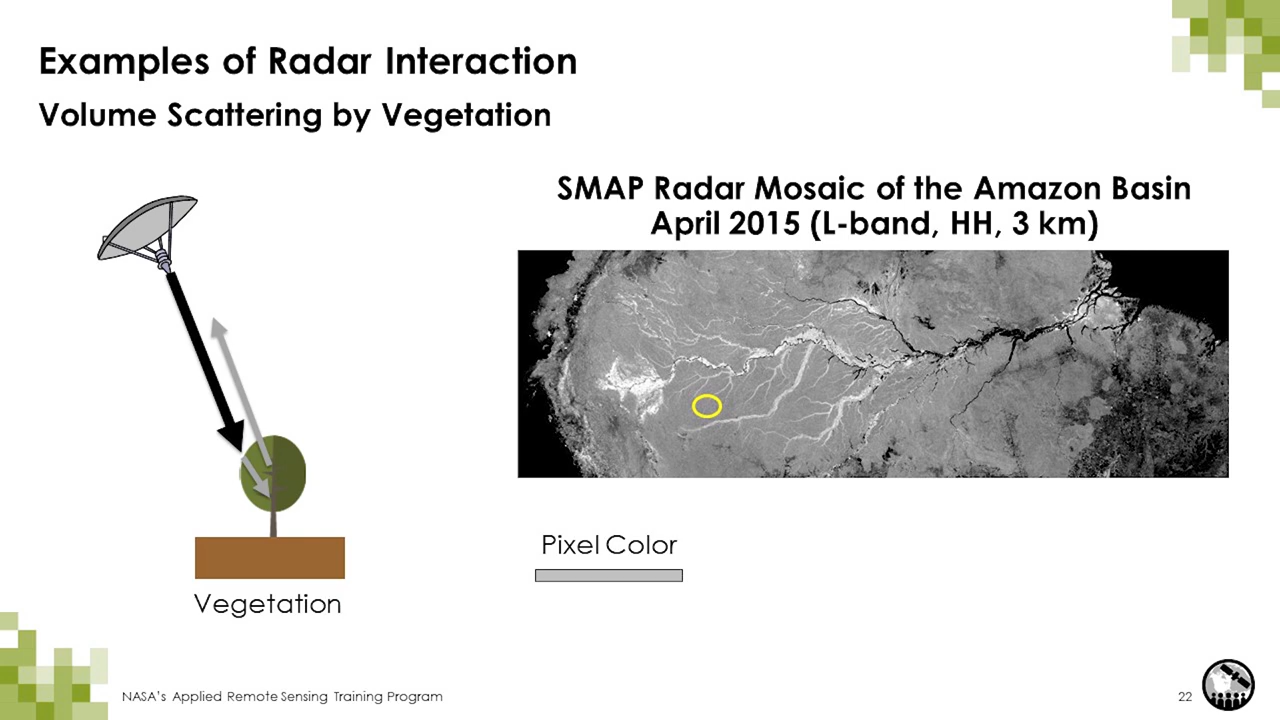 Examples of Radar Interaction
Volume Scattering by Vegetation
SMAP Radar Mosaic of the Amazon Basin
April 2015 (L-band, HH, 3 km)
Pixel Color
Vegetation
NASA's Applied Remote Sensing Training Program
22